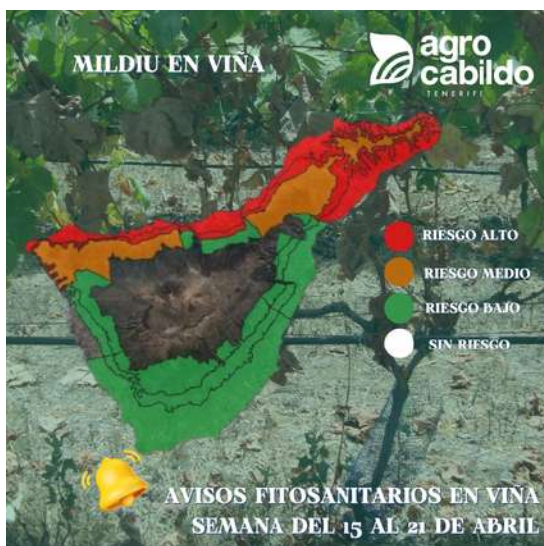 MILDIU EN VIÑA
agro
cabildo
TENERIFE
RIESGO ALTO
RIESGO MEDIO
RIESGO BAJO
SIN RIESGO
AVISOS FITOSANITARIOS EN VIÑA
SEMANA DEL 15 AL 21 DE ABRIL